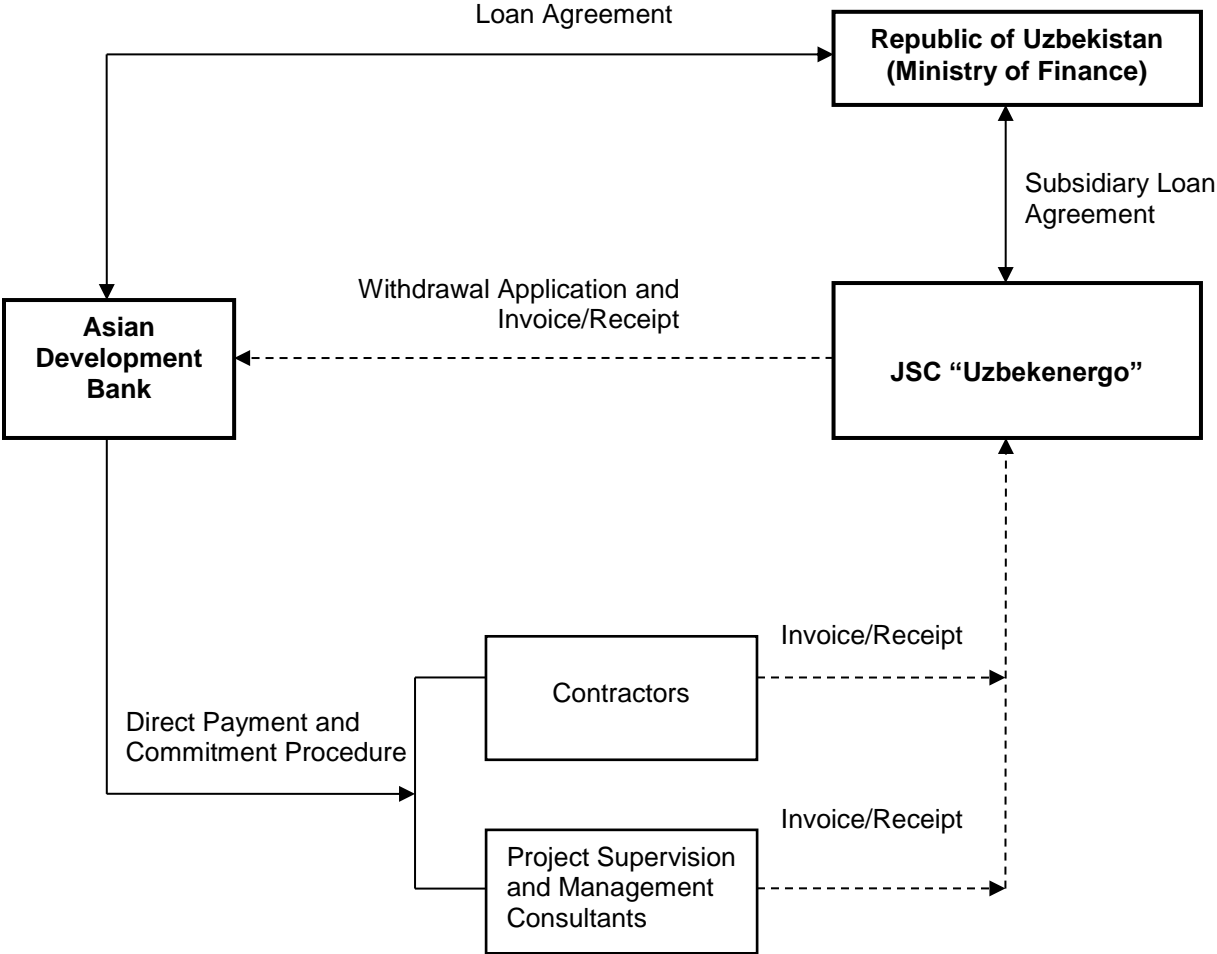 Loan Agreement
Republic of Uzbekistan
(Ministry of Finance)
Subsidiary Loan
Agreement
Withdrawal Application and
Invoice/Receipt
Asian
Development
Bank
JSC “Uzbekenergo”
Invoice/Receipt
Contractors
Direct Payment and
Commitment Procedure
Invoice/Receipt
Project Supervision
and Management
Consultants